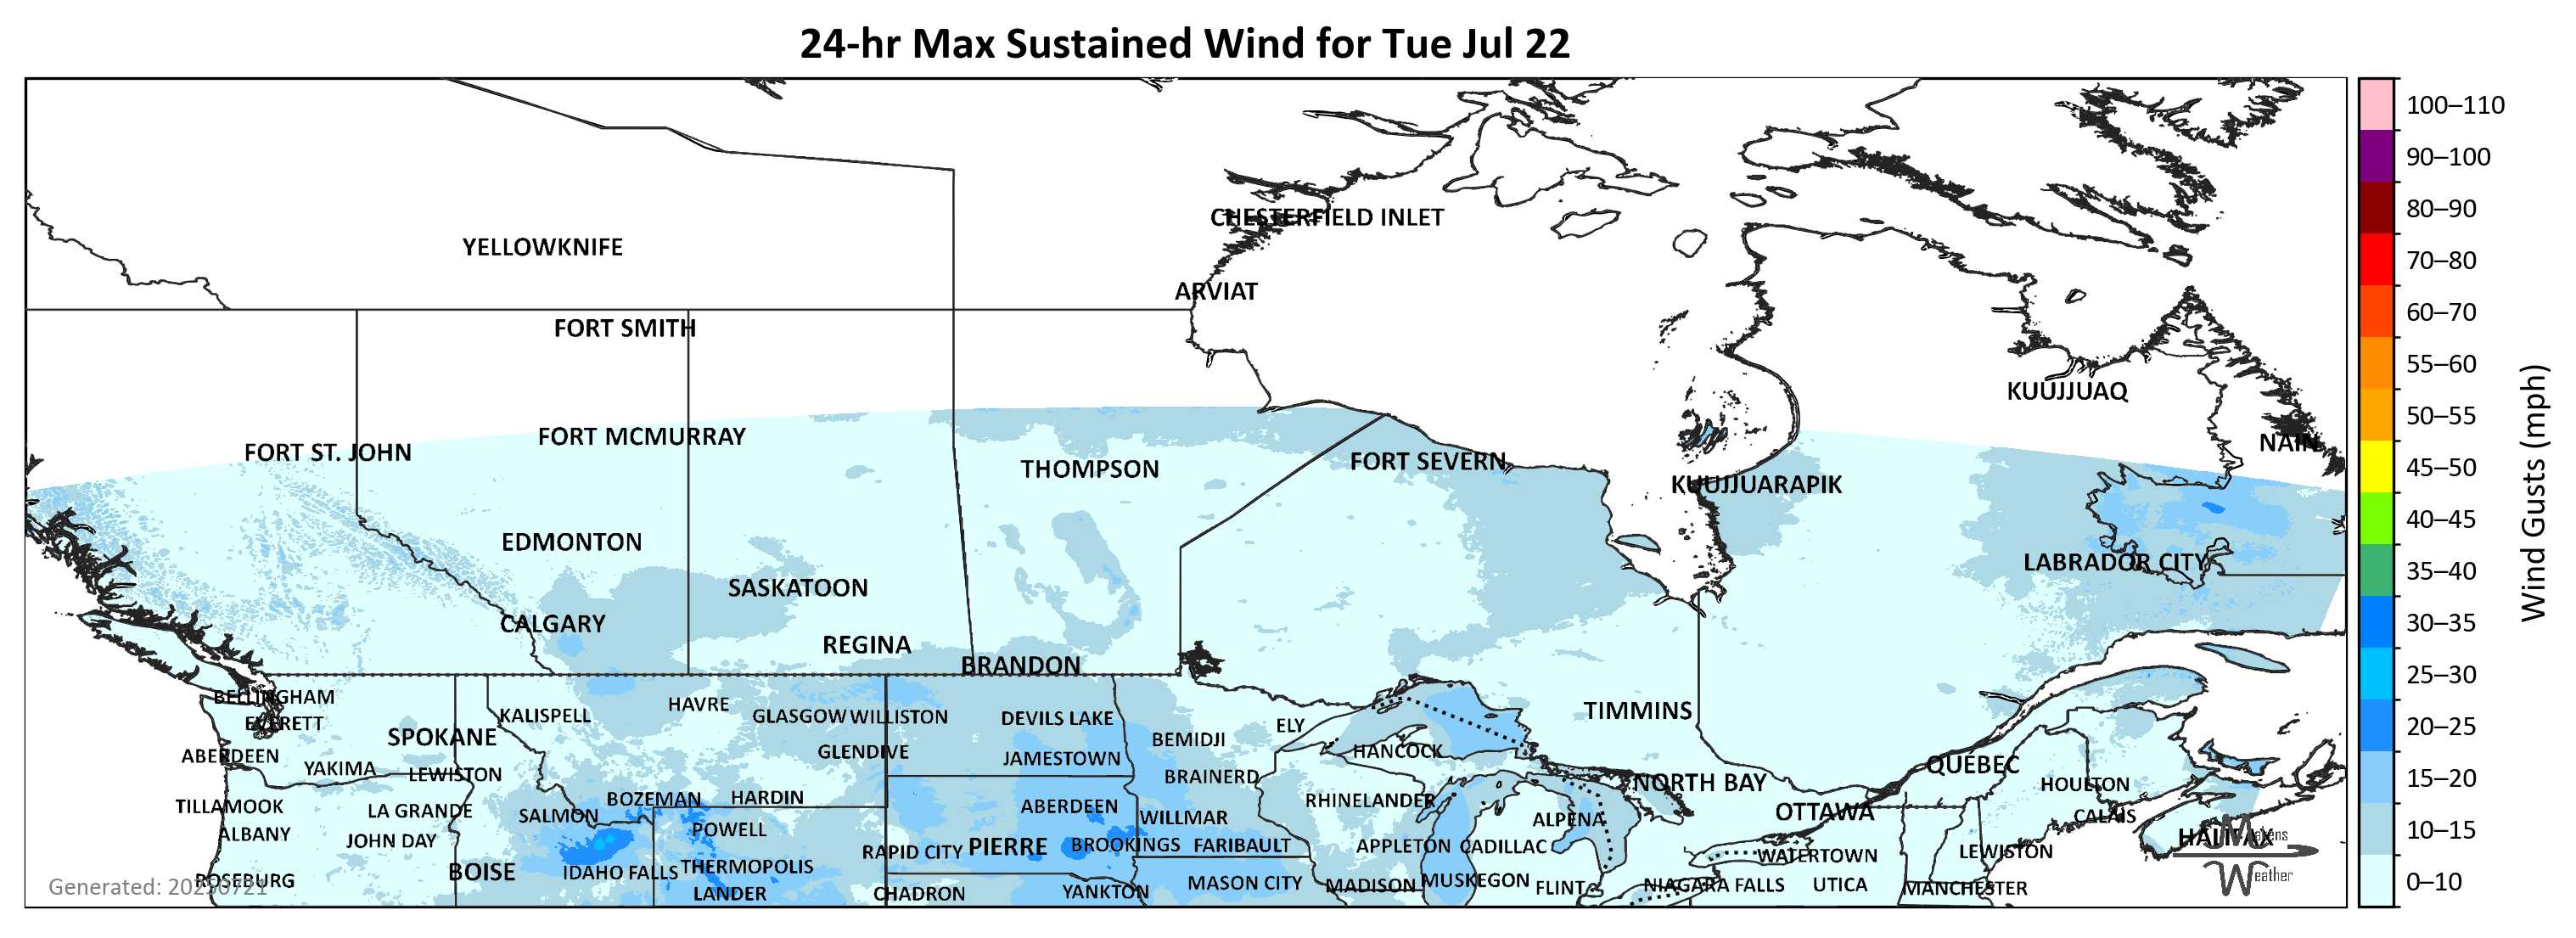 24-hr Max Sustained Wind for Tue Jul 22
100–110
90–100
80–90
70–80
60–70
55–60
50–55
45–50
40–45
35–40
30–35
25–30
20–25
15–20
10–15
0–10
Wind Gusts (mph)
CHESTERFIELD INLET
YELLOWKNIFE
ARVIAT
FORT SMITH
KUUJJUAQ
FORT MCMURRAY
NAIN
FORT ST. JOHN
FORT SEVERN
THOMPSON
KUUJJUARAPIK
EDMONTON
LABRADOR CITY
SASKATOON
CALGARY
REGINA
BRANDON
BELLINGHAM
HAVRE
TIMMINS
KALISPELL
GLASGOW
WILLISTON
DEVILS LAKE
EVERETT
ELY
SPOKANE
BEMIDJI
HANCOCK
GLENDIVE
ABERDEEN
JAMESTOWN
QUÉBEC
YAKIMA
LEWISTON
BRAINERD
NORTH BAY
HOULTON
BOZEMAN
HARDIN
RHINELANDER
TILLAMOOK
LA GRANDE
ABERDEEN
OTTAWA
SALMON
WILLMAR
CALAIS
ALPENA
ALBANY
POWELL
HALIFAX
JOHN DAY
BROOKINGS
FARIBAULT
APPLETON
CADILLAC
PIERRE
RAPID CITY
LEWISTON
WATERTOWN
THERMOPOLIS
BOISE
IDAHO FALLS
ROSEBURG
MUSKEGON
MASON CITY
MADISON
NIAGARA FALLS
UTICA
FLINT
MANCHESTER
LANDER
CHADRON
YANKTON
Generated: 20250721
Makens
Weather